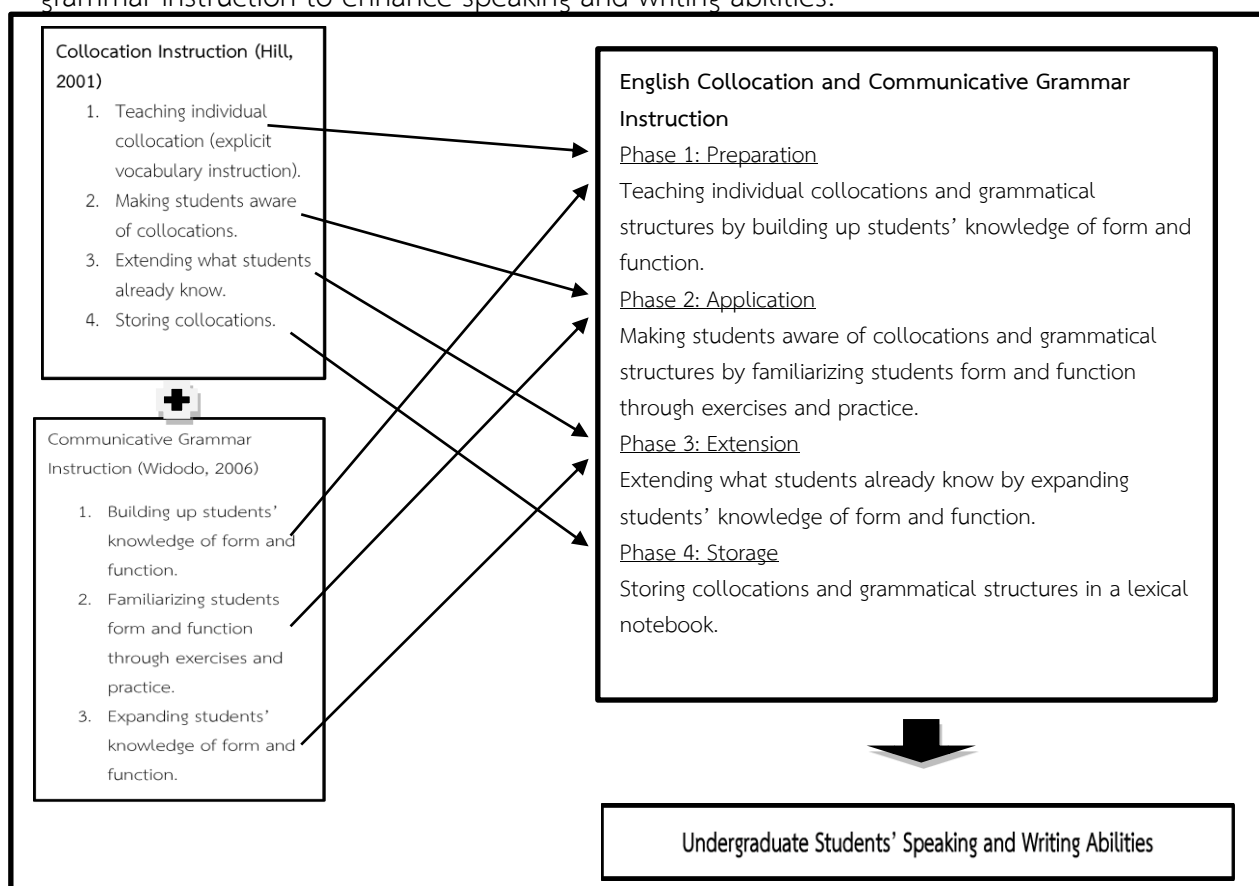 grammar instruction to enhance speaking and writing abilities.
Collocation Instruction (Hill,
2001)
1. Teaching individual
collocation (explicit
vocabulary instruction).
2. Making students aware
of collocations.
3. Extending what students
already know.
4. Storing collocations.
Communicative Grammar
Instruction (Widodo, 2006)
1. Building up students’
knowledge of form and
function.
2. Familiarizing students
form and function
through exercises and
practice.
3. Expanding students’
knowledge of form and
function.
English Collocation and Communicative Grammar
Instruction
Phase 1: Preparation
Teaching individual collocations and grammatical
structures by building up students’ knowledge of form and
function.
Phase 2: Application
Making students aware of collocations and grammatical
structures by familiarizing students form and function
through exercises and practice.
Phase 3: Extension
Extending what students already know by expanding
students’ knowledge of form and function.
Phase 4: Storage
Storing collocations and grammatical structures in a lexical
notebook.
Undergraduate Students’ Speaking and Writing Abilities